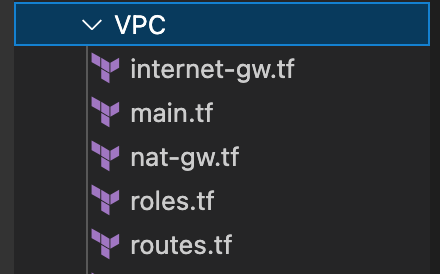 VPC
internet-gw.tf
main.tf
nat-gw.tf
roles.tf
routes.tf